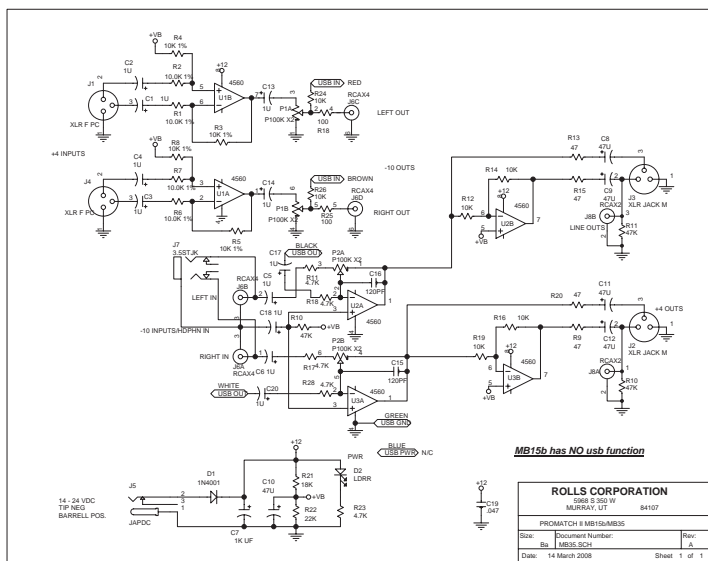 +VB
R4
10K 1%
+12
C2
1U
R2
10.0K 1%
4560
U1B
J1
XLR F PC
C1
1U
R1
10.0K 1%
R3
10K 1%
C13
1U
USB IN
RED
R24
10K
P1A
P100K X2
100
R18
RCAX4
J6C
LEFT OUT
+4 INPUTS
+VB
R8
10K 1%
C4
1U
R7
10.0K 1%
4560
U1A
J4
XLR F PC
C3
1U
R6
10.0K 1%
R5
10K 1%
C14
1U
USB IN
BROWN
R26
10K
P1B
P100K X2
R25
100
RCAX4
J6D
RIGHT OUT
-10 OUTS
R13
47
C8
47U
R14
10K
+12
R12
10K
4560
U2B
+VB
R15
47
C9
47U
J3
XLR JACK M
RCAX2
J8B
LINE OUTS
R11
47K
J7
3.5STJK
RCAX4
J6B
LEFT IN
C17
1U
BLACK
USB OUT
C5
1U
R11
4.7K
P2A
P100K X2
C16
120PF
R18
4.7K
U2A
4560
-10 INPUTS/HDPHN IN
C18 1U
R10
47K
+VB
RIGHT IN
J6A
RCAX4
C6 1U
R17
4.7K
P2B
P100K X2
C15
120PF
WHITE
USB OUT
C20
1U
R28
4.7K
4560
U3A
GREEN
USB GND
BLUE
USB PWR
N/C
R20
47
C11
47U
+4 OUTS
R16
10K
+12
R19
10K
4560
U3B
+VB
R9
47
C12
47U
J2
XLR JACK M
RCAX2
J8A
R10
47K
MB15b has NO usb function
+12
PWR
D2
LDRR
R21
18K
+VB
R22
22K
R23
4.7K
J5
14 - 24 VDC
TIP NEG
BARRELL POS.
JAPDC
D1
1N4001
C10
47U
C7
1K UF
+12
C19
.047
ROLLS CORPORATION
5968 S 350 W
MURRAY, UT 84107
PROMATCH II MB15b/MB35
Size: Document Number: Rev:
Ba MB35.SCH A
Date: 14 March 2008 Sheet 1 of 1